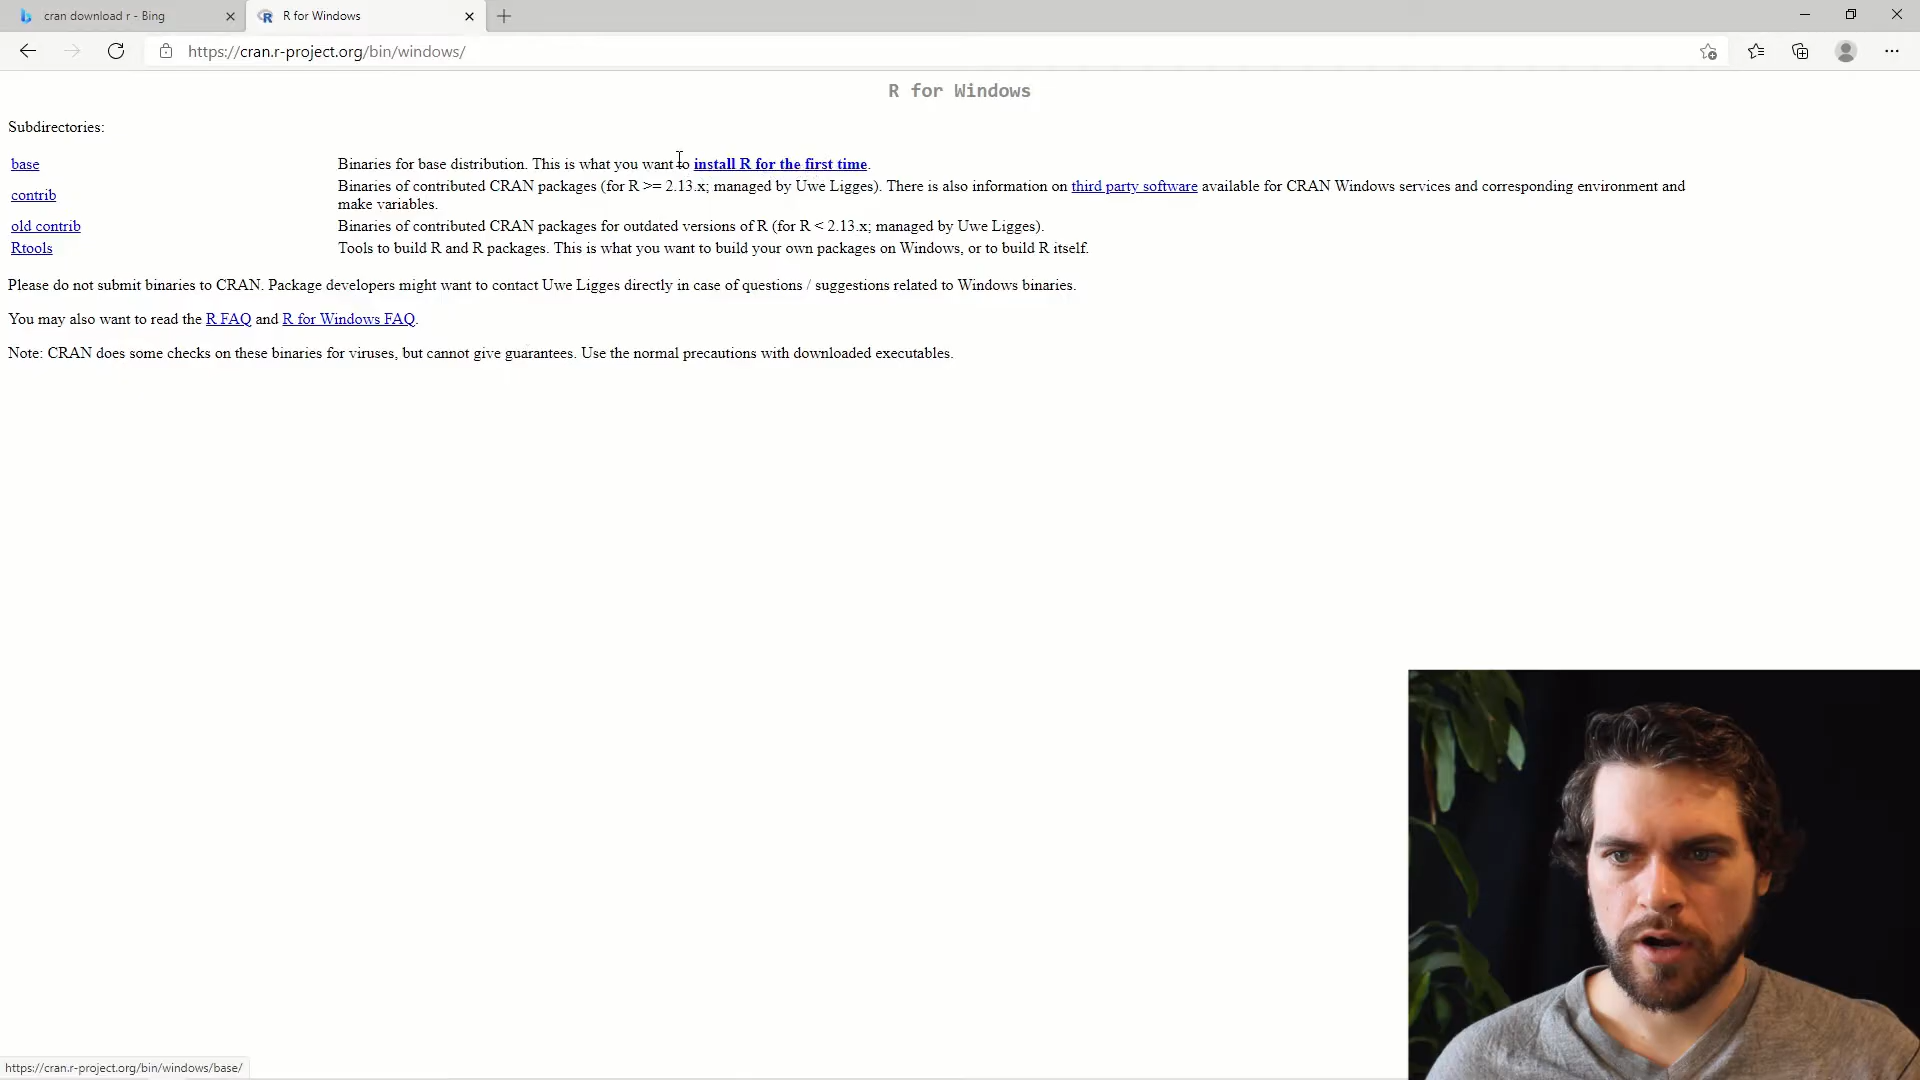 cran download r - Bing
R for Windows
https://cran.r-project.org/bin/windows/
R for Windows
Subdirectories:
base Binaries for base distribution. This is what you want to install R for the first time.
contrib Binaries of contributed CRAN packages (for R >= 2.13.x; managed by Uwe Ligges). There is also information on third party software available for CRAN Windows services and corresponding environment and
make variables.
old contrib Binaries of contributed CRAN packages for outdated versions of R (for R < 2.13.x; managed by Uwe Ligges).
Rtools Tools to build R and R packages. This is what you want to build your own packages on Windows, or to build R itself.
Please do not submit binaries to CRAN. Package developers might want to contact Uwe Ligges directly in case of questions / suggestions related to Windows binaries.
You may also want to read the R FAQ and R for Windows FAQ.
Note: CRAN does some checks on these binaries for viruses, but cannot give guarantees. Use the normal precautions with downloaded executables.
https://cran.r-project.org/bin/windows/base/